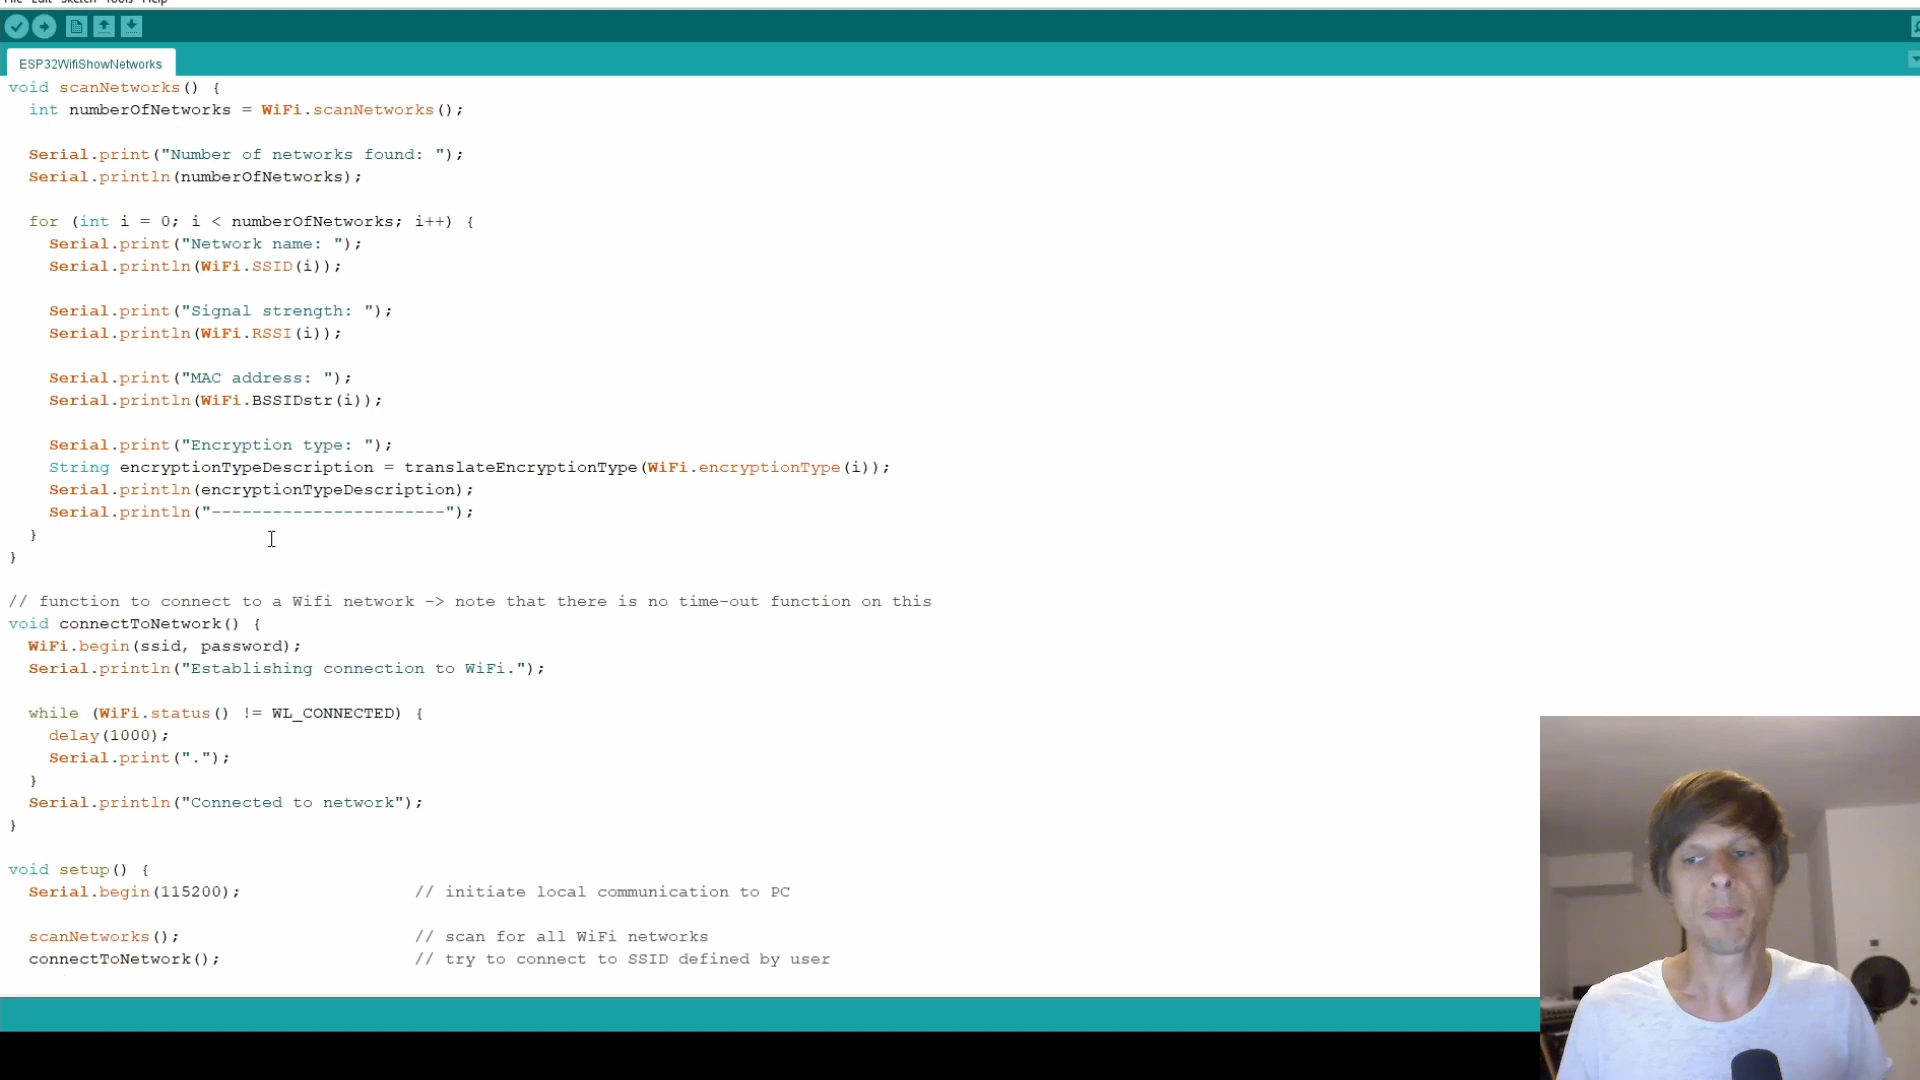 File Edit Sketch Tools Help
ESP32WifiShowNetworks
void scanNetworks() {
  int numberOfNetworks = WiFi.scanNetworks();

  Serial.print("Number of networks found: ");
  Serial.println(numberOfNetworks);

  for (int i = 0; i < numberOfNetworks; i++) {
    Serial.print("Network name: ");
    Serial.println(WiFi.SSID(i));

    Serial.print("Signal strength: ");
    Serial.println(WiFi.RSSI(i));

    Serial.print("MAC address: ");
    Serial.println(WiFi.BSSIDstr(i));

    Serial.print("Encryption type: ");
    String encryptionTypeDescription = translateEncryptionType(WiFi.encryptionType(i));
    Serial.println(encryptionTypeDescription);
    Serial.println("-----------------------");
  }
}

// function to connect to a Wifi network -> note that there is no time-out function on this
void connectToNetwork() {
  WiFi.begin(ssid, password);
  Serial.println("Establishing connection to WiFi.");

  while (WiFi.status() != WL_CONNECTED) {
    delay(1000);
    Serial.print(".");
  }
  Serial.println("Connected to network");
}

void setup() {
  Serial.begin(115200);                 // initiate local communication to PC

  scanNetworks();                       // scan for all WiFi networks
  connectToNetwork();                   // try to connect to SSID defined by user